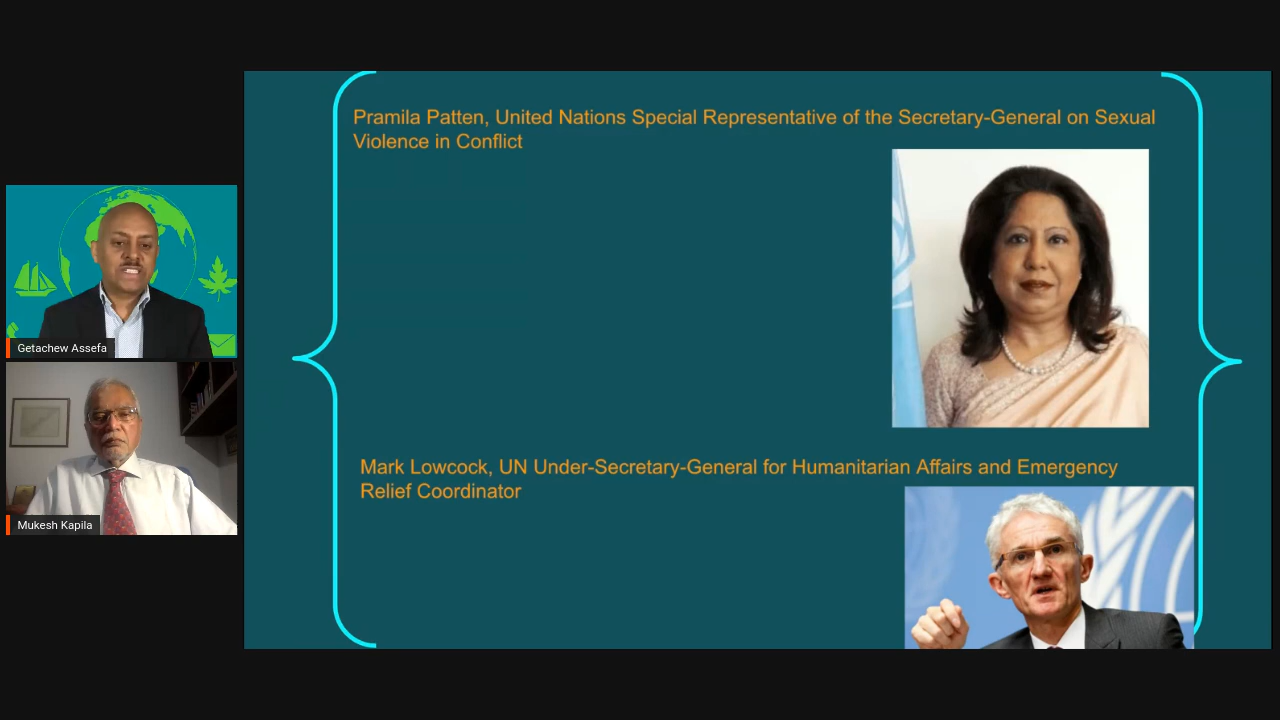 Pramila Patten, United Nations Special Representative of the Secretary-General on Sexual
Violence in Conflict
Getachew Assefa
Mukesh Kapila
Mark Lowcock, UN Under-Secretary-General for Humanitarian Affairs and Emergency
Relief Coordinator